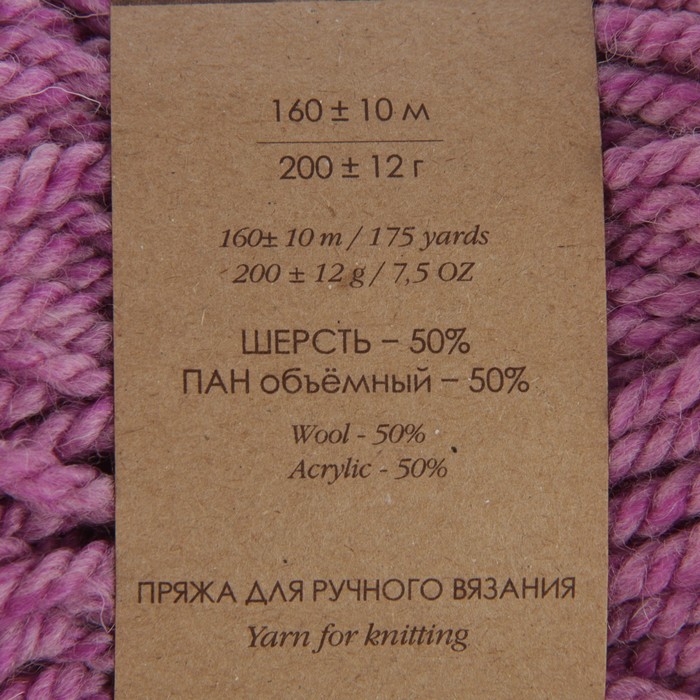 160 ± 10 м
200 ± 12 г
160± 10 m / 175 yards
200 ± 12 g / 7,5 OZ
ШЕРСТЬ – 50%
ПАН объёмный – 50%
Wool - 50%
Acrylic - 50%
ПРЯЖА ДЛЯ РУЧНОГО ВЯЗАНИЯ
Yarn for knitting